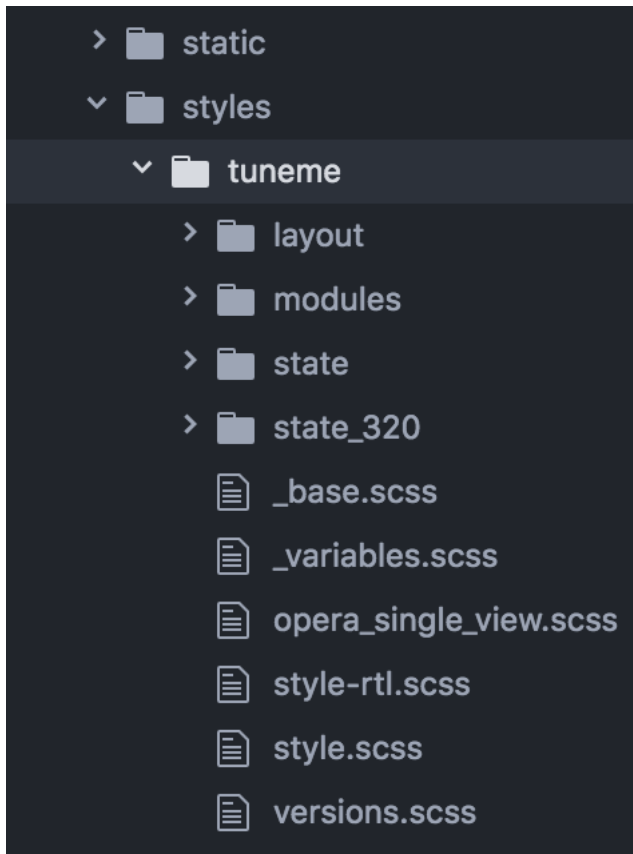 static
styles
tuneme
layout
modules
state
state_320
_base.scss
_variables.scss
opera_single_view.scss
style-rtl.scss
style.scss
versions.scss